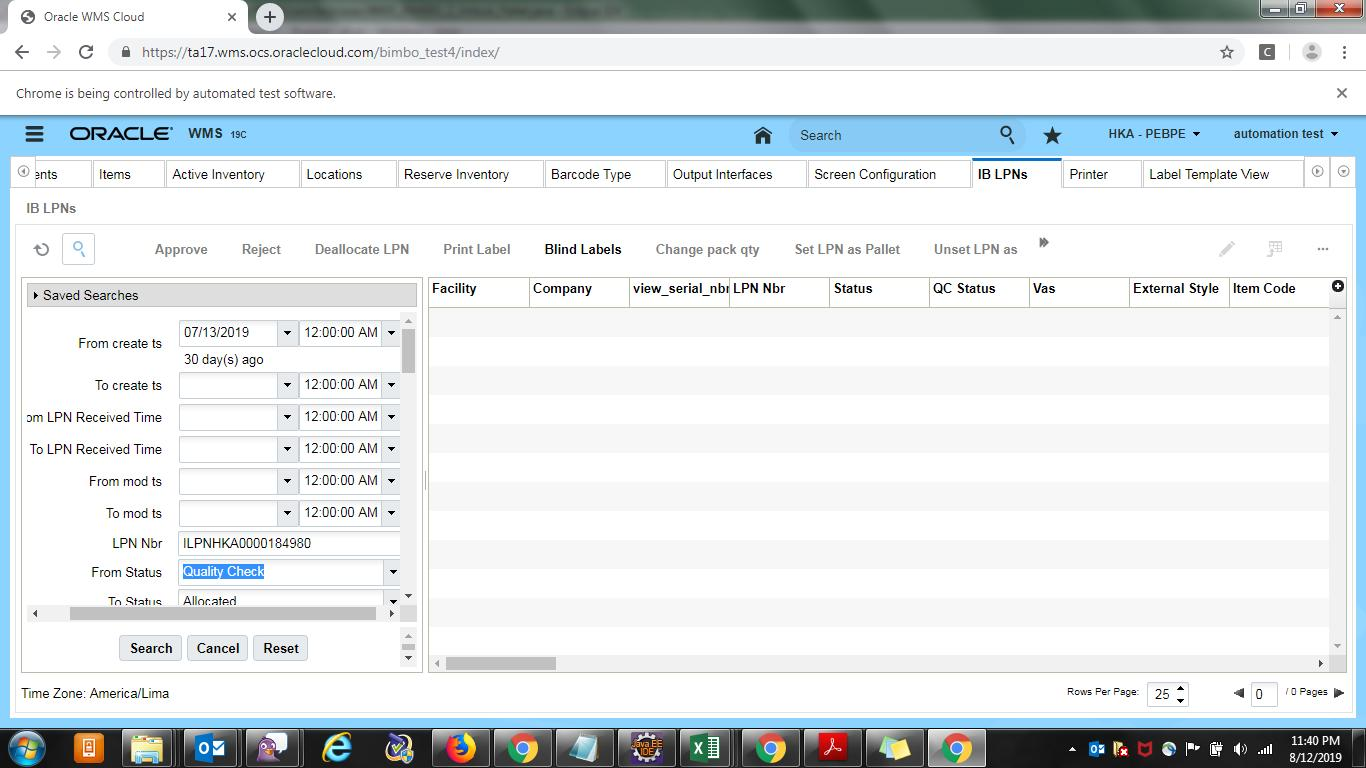 Oracle WMS Cloud
https://ta17.wms.ocs.oraclecloud.com/bimbo_test4/index/
C
Chrome is being controlled by automated test software.
ORACLE WMS 19C
Search
HKA - PEBPE
automation test
ents
Items
Active Inventory
Locations
Reserve Inventory
Barcode Type
Output Interfaces
Screen Configuration
IB LPNs
Printer
Label Template View
IB LPNs
Approve
Reject
Deallocate LPN
Print Label
Blind Labels
Change pack qty
Set LPN as Pallet
Unset LPN as
Saved Searches
Facility
Company
view_serial_nbr
LPN Nbr
Status
QC Status
Vas
External Style
Item Code
From create ts 07/13/2019 12:00:00 AM
30 day(s) ago
To create ts 12:00:00 AM
om LPN Received Time 12:00:00 AM
To LPN Received Time 12:00:00 AM
From mod ts 12:00:00 AM
To mod ts 12:00:00 AM
LPN Nbr ILPNHKA0000184980
From Status Quality Check
To Status Allocated
Search
Cancel
Reset
Time Zone: America/Lima
Rows Per Page: 25
0 / 0 Pages
Java EE
IDE
11:40 PM
8/12/2019